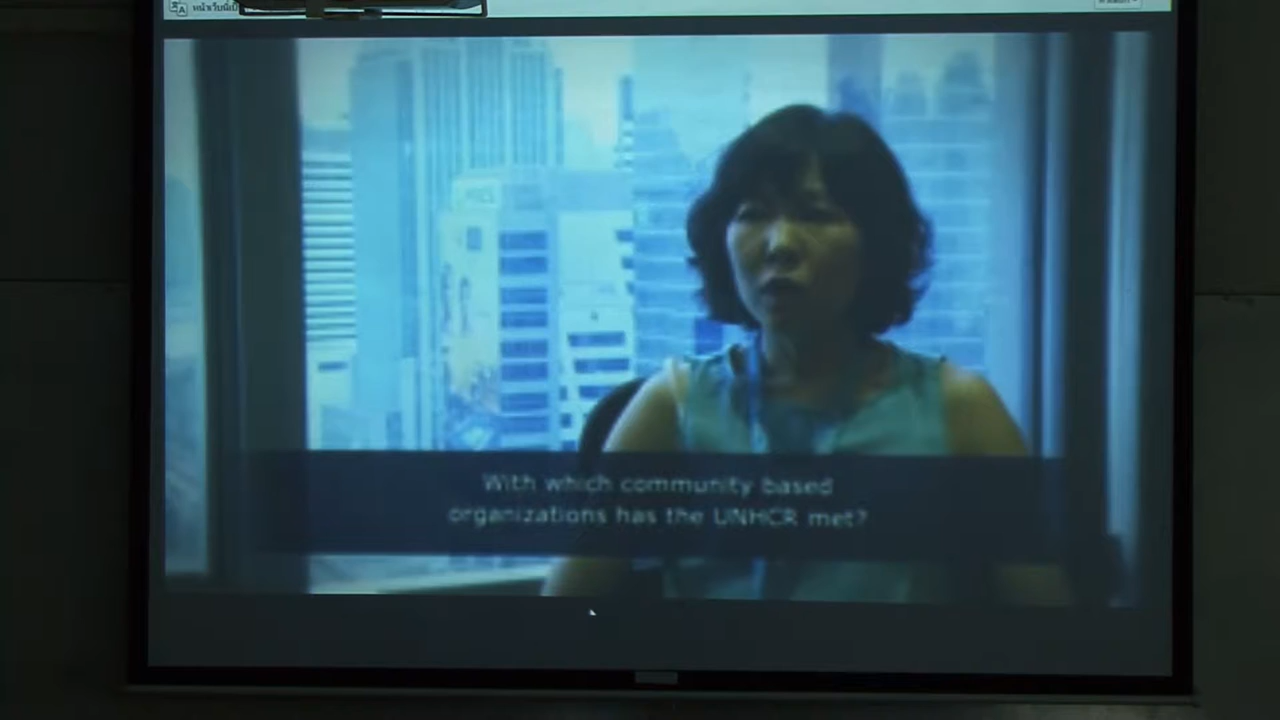 With which community based
organizations has the UNHCR met?